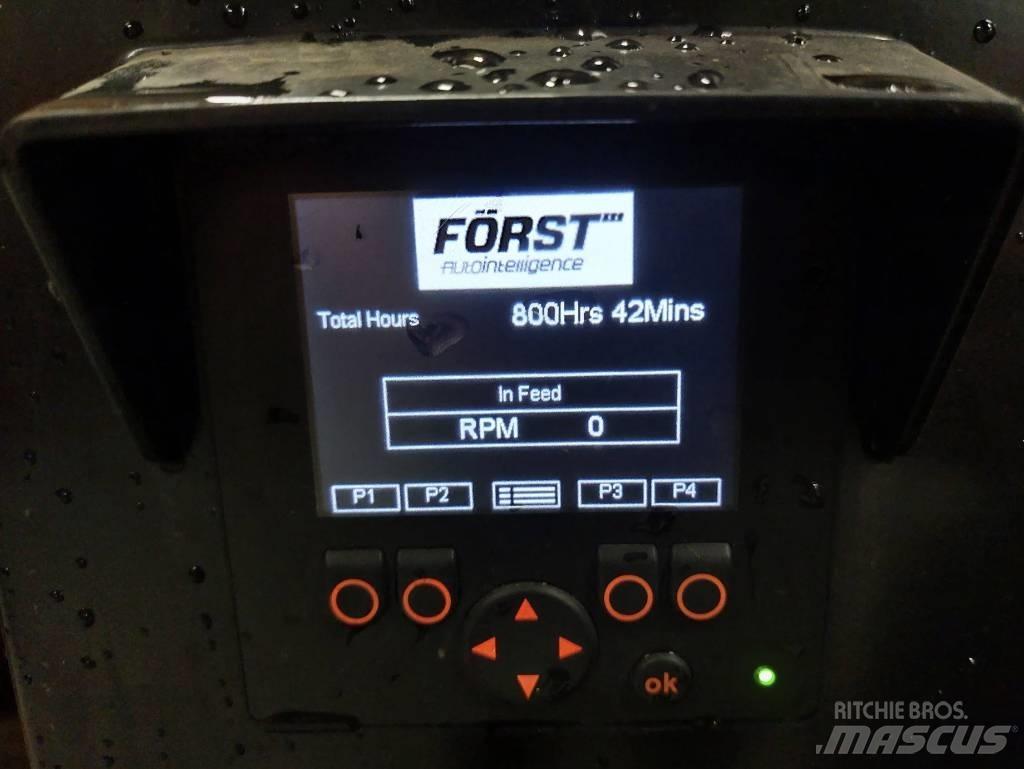 FÖRST
AUtointelligence
Total Hours 800Hrs 42Mins
In Feed
RPM 0
P1 P2 P3 P4
ok
RITCHIE BROS.
MASCUS